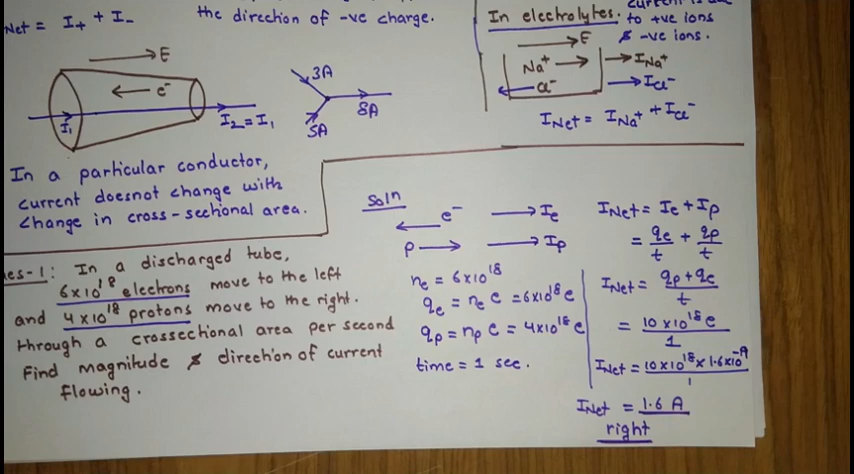 Net = I+ + I-
the direction of -ve charge.
E
e-
I1
I2 = I1
3A
5A
8A
In a particular conductor,
current doesnot change with
change in cross-sectional area.
In electrolytes:
to +ve ions
& -ve ions.
E
Na+
INa+
Cl-
ICl-
INet = INa+ + ICl-
ues-1: In a discharged tube,
6x10^18 electrons move to the left
and 4x10^18 protons move to the right.
through a crossectional area per second
Find magnitude & direction of current
flowing.
Soln
e-
Ie
P
Ip
ne = 6x10^18
qe = ne e = 6x10^18 e
qp = np e = 4x10^18 e
time = 1 sec.
INet = Ie + Ip
= qe/t + qp/t
INet = qp+qe/t
= 10x10^18 e/1
INet = 10x10^18 x 1.6x10^-19/1
INet = 1.6 A
right